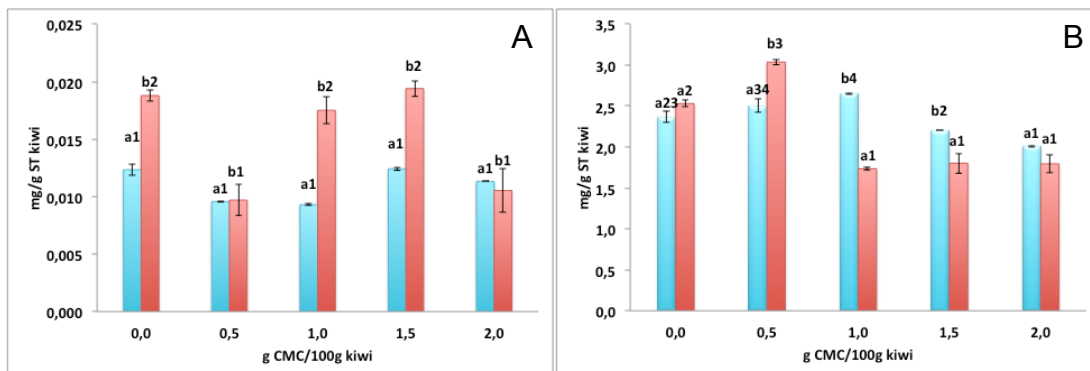 A
mg/g ST kiwi
0,025
0,020
0,015
0,010
0,005
0,000
a1 b2 a1 b1 a1 b2 a1 b2 a1 b1
0,0 0,5 1,0 1,5 2,0
g CMC/100g kiwi
B
mg/g ST kiwi
3,5
3,0
2,5
2,0
1,5
1,0
0,5
0,0
a23 a2 a34 b3 b4 a1 b2 a1 a1 a1
0,0 0,5 1,0 1,5 2,0
g CMC/100g kiwi